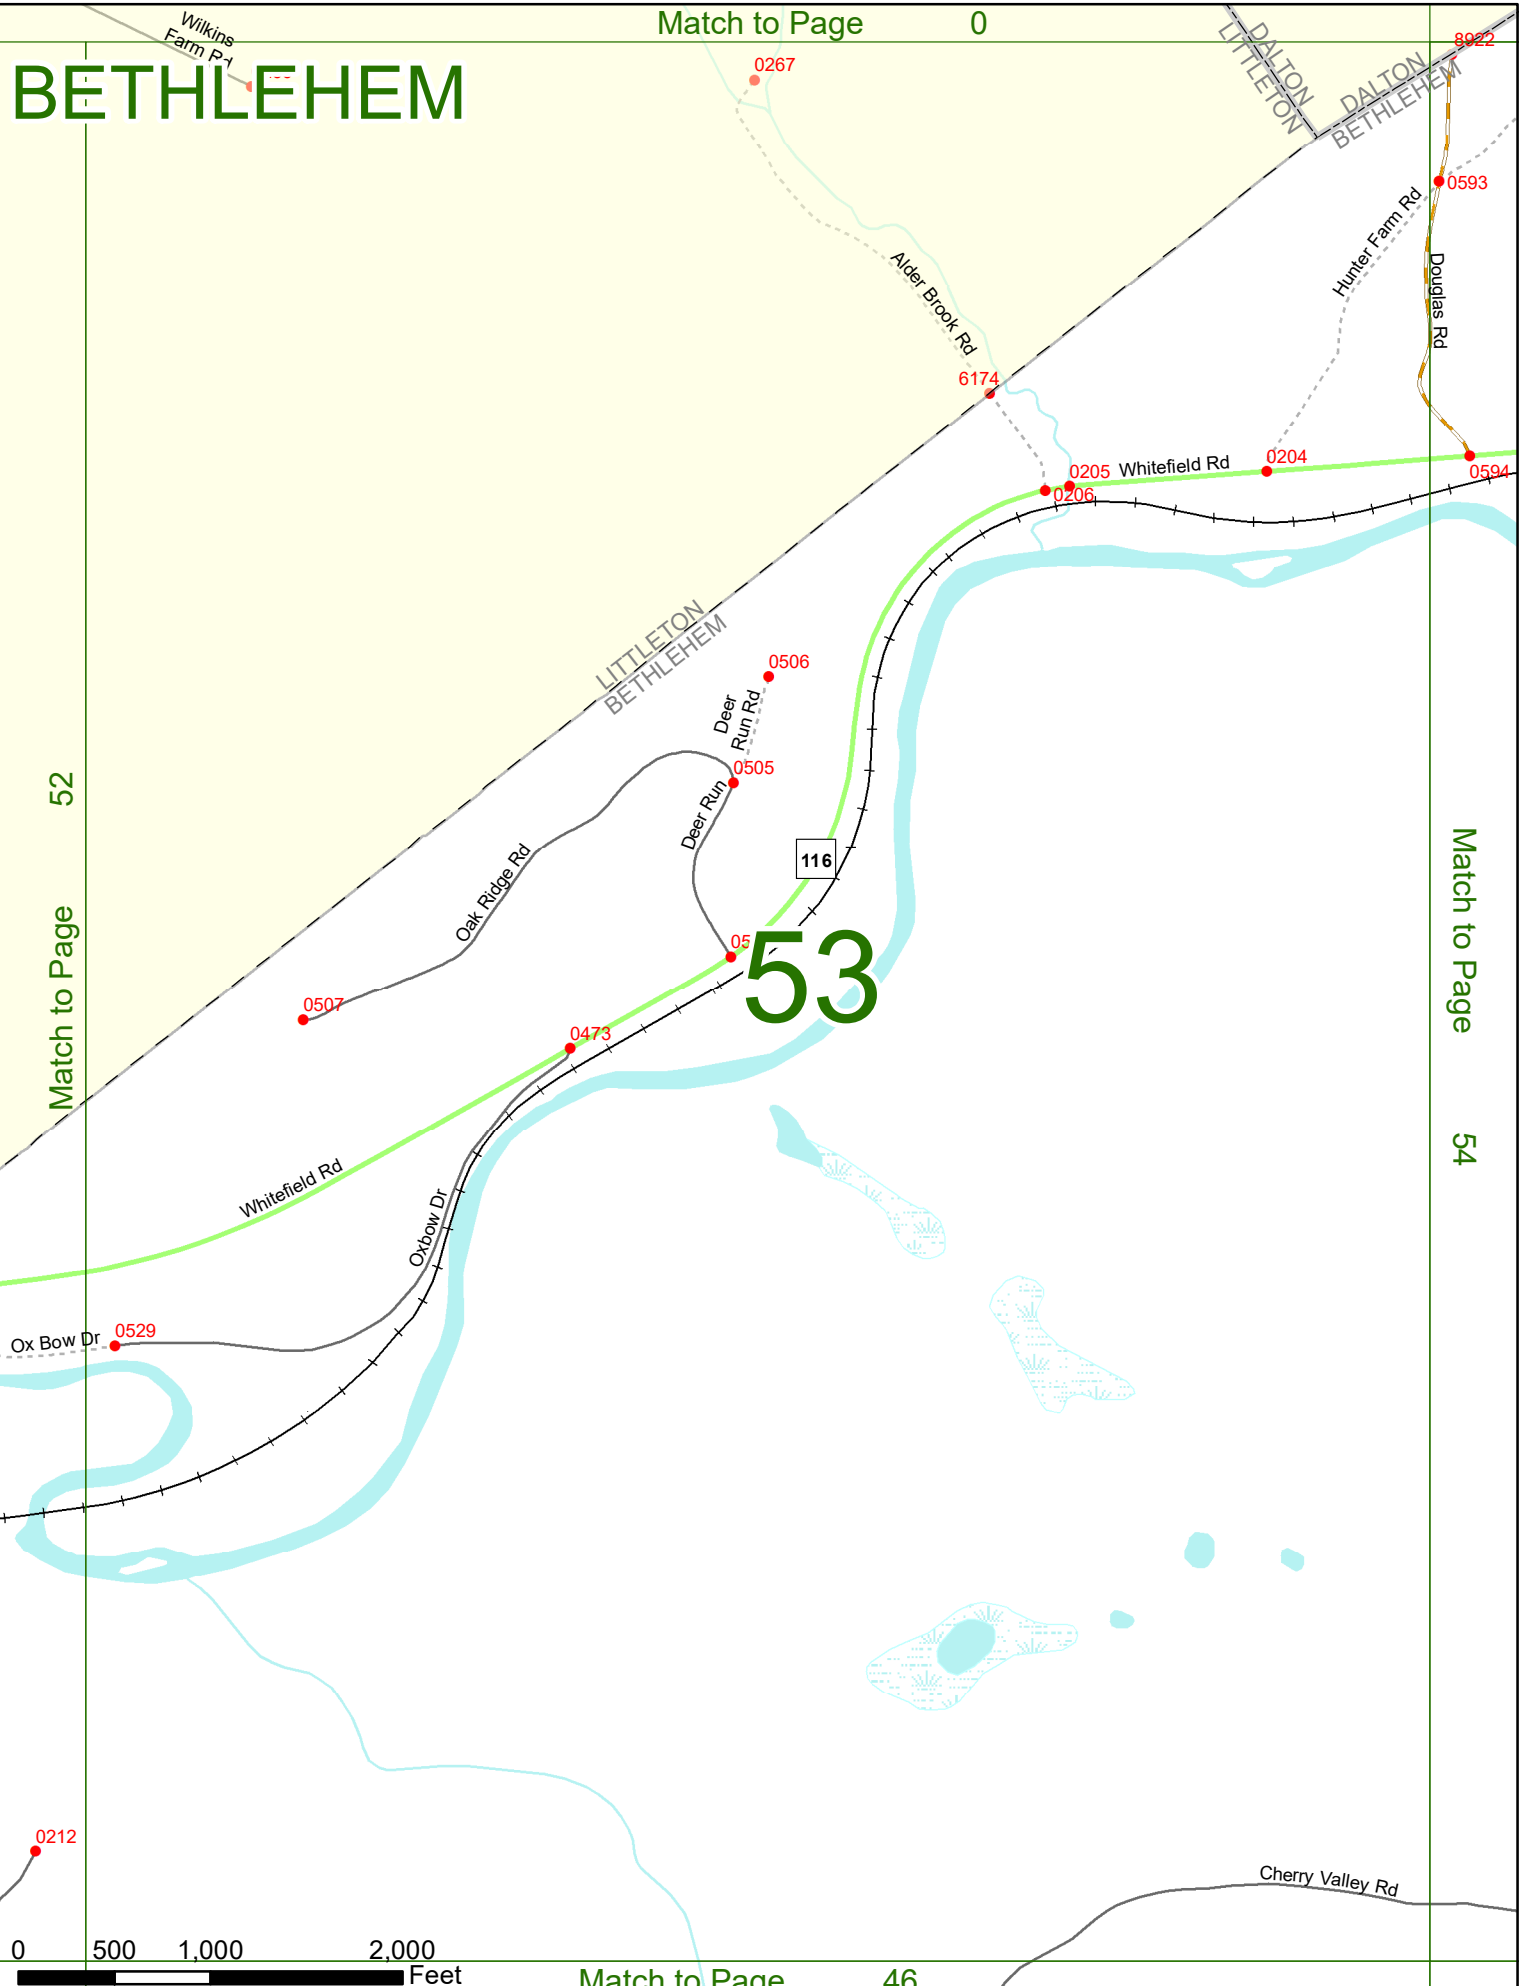 Match to Page 0
Wilkins
Farm Rd
BETHLEHEM
0267
DALTON
LITTLETON
DALTON
BETHLEHEM
8922
0593
Hunter Farm Rd
Douglas Rd
Alder Brook Rd
6174
0205
Whitefield Rd
0204
0594
0206
LITTLETON
BETHLEHEM
0506
Deer
Run Rd
0505
Deer Run
52
Match to Page
116
Oak Ridge Rd
53
0507
0473
Match to Page
54
Whitefield Rd
Oxbow Dr
Ox Bow Dr
0529
0212
Cherry Valley Rd
0 500 1,000 2,000
Feet
Match to Page 46